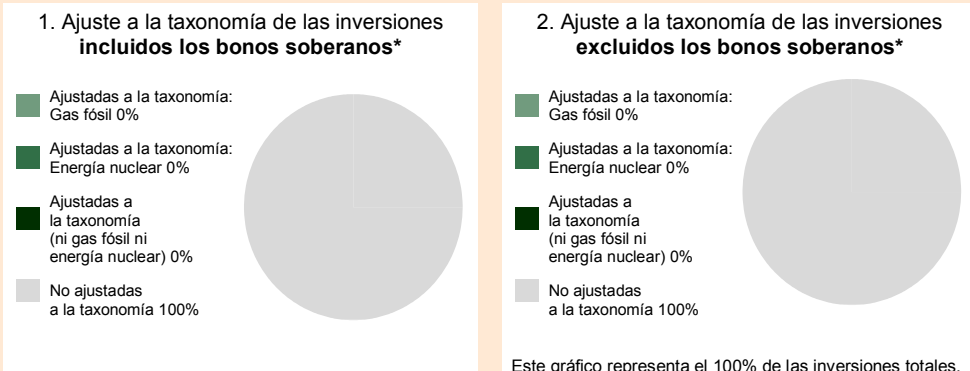 1. Ajuste a la taxonomía de las inversiones
incluidos los bonos soberanos*
Ajustadas a la taxonomía:
Gas fósil 0%
Ajustadas a la taxonomía:
Energía nuclear 0%
Ajustadas a
la taxonomía
(ni gas fósil ni
energía nuclear) 0%
No ajustadas
a la taxonomía 100%
2. Ajuste a la taxonomía de las inversiones
excluidos los bonos soberanos*
Ajustadas a la taxonomía:
Gas fósil 0%
Ajustadas a la taxonomía:
Energía nuclear 0%
Ajustadas a
la taxonomía
(ni gas fósil ni
energía nuclear) 0%
No ajustadas
a la taxonomía 100%
Este gráfico representa el 100% de las inversiones totales.